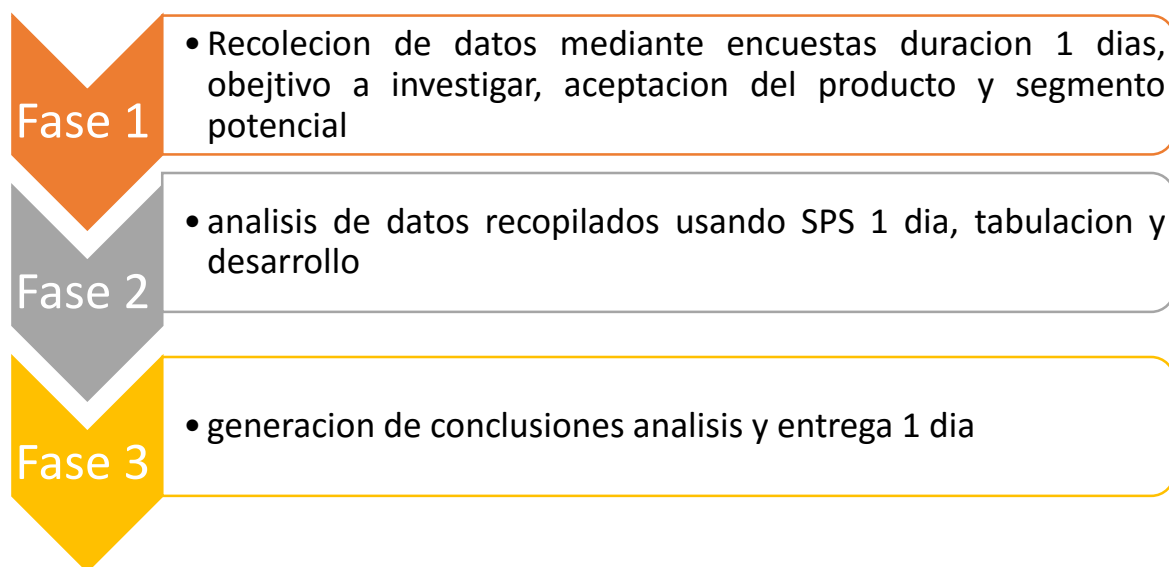 Fase 1
• Recolecion de datos mediante encuestas duracion 1 dias,
obejtivo a investigar, aceptacion del producto y segmento
potencial
Fase 2
• analisis de datos recopilados usando SPS 1 dia, tabulacion y
desarrollo
Fase 3
• generacion de conclusiones analisis y entrega 1 dia